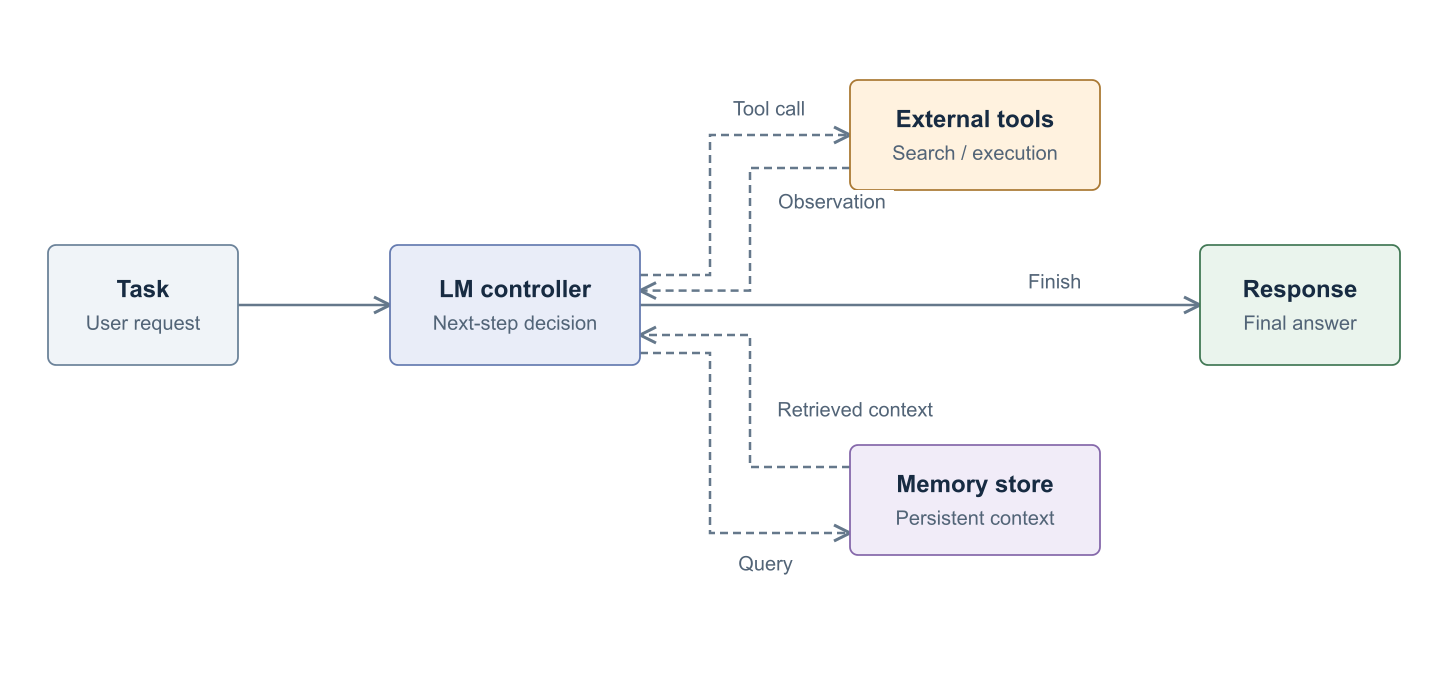 Tool call
External tools
Search / execution
Observation
Task
User request
LM controller
Next-step decision
Finish
Response
Final answer
Retrieved context
Memory store
Persistent context
Query